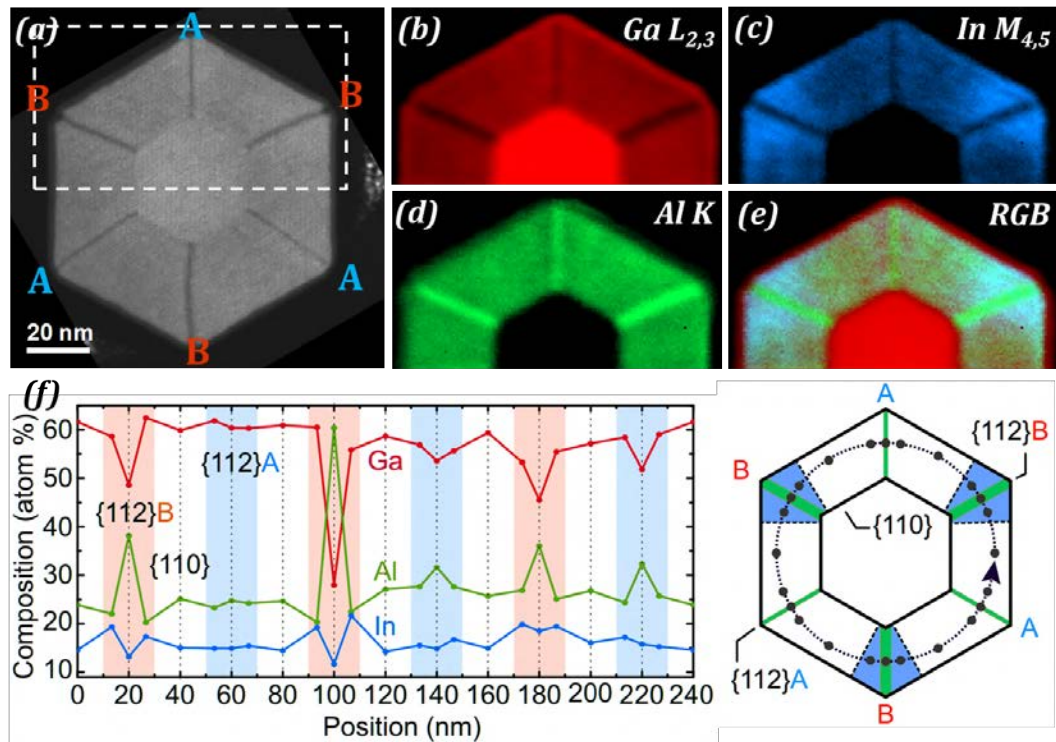 (a)
A
B
B
A
A
B
20 nm
(b)
Ga L2,3
(c)
In M4,5
(d)
Al K
(e)
RGB
(f)
Composition (atom %)
60
50
40
30
20
10
{112}B
{110}
{112}A
Ga
Al
In
0 20 40 60 80 100 120 140 160 180 200 220 240
Position (nm)
A
{112}B
B
{110}
{112}A
A
B